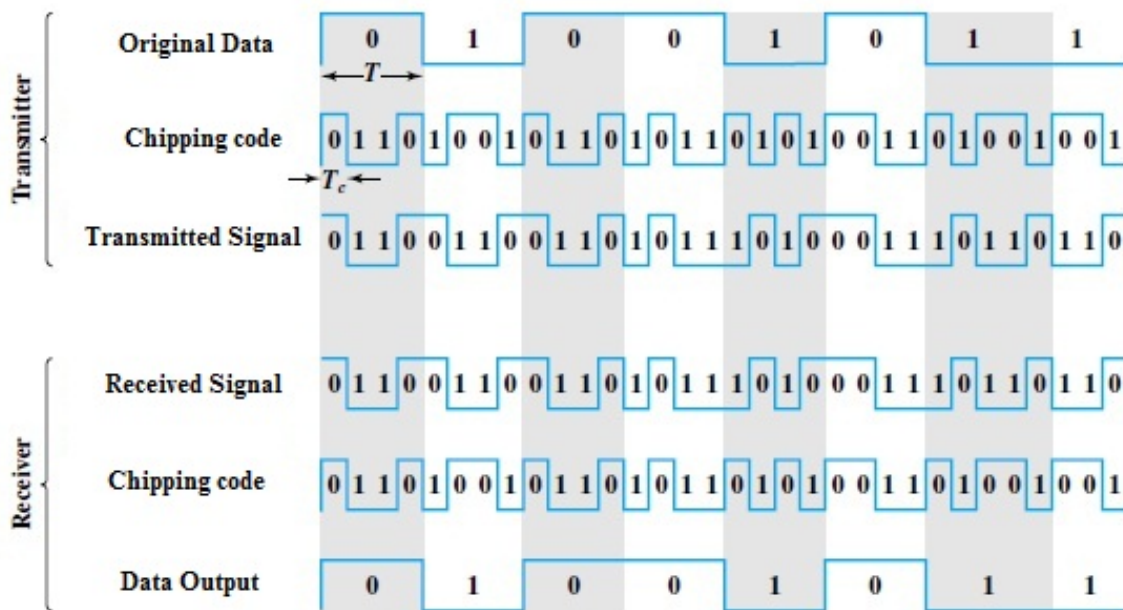 Transmitter
Original Data 0 1 0 0 1 0 1 1
T
Chipping code 0 1 1 0 1 0 0 1 0 1 1 0 1 0 1 1 0 1 0 1 0 0 1 1 0 1 0 0 1 0 0 1
Tc
Transmitted Signal 0 1 1 0 0 1 1 0 0 1 1 0 1 0 1 1 1 0 1 0 0 0 1 1 1 0 1 1 0 1 1 0
Receiver
Received Signal 0 1 1 0 0 1 1 0 0 1 1 0 1 0 1 1 1 0 1 0 0 0 1 1 1 0 1 1 0 1 1 0
Chipping code 0 1 1 0 1 0 0 1 0 1 1 0 1 0 1 1 0 1 0 1 0 0 1 1 0 1 0 0 1 0 0 1
Data Output 0 1 0 0 1 0 1 1